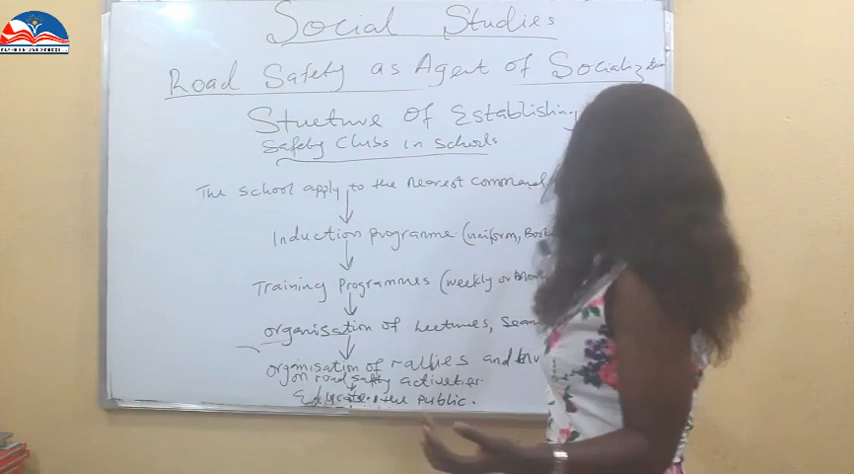 Social Studies
Road Safety as Agent of Socialization
Structure of Establishing
Safety Clubs in Schools
The school apply to the nearest command
Induction programme (uniform, Book
Training Programmes (weekly or
organisation of Lectures,
organisation of rallies and
on road safety activities
Educate the public.